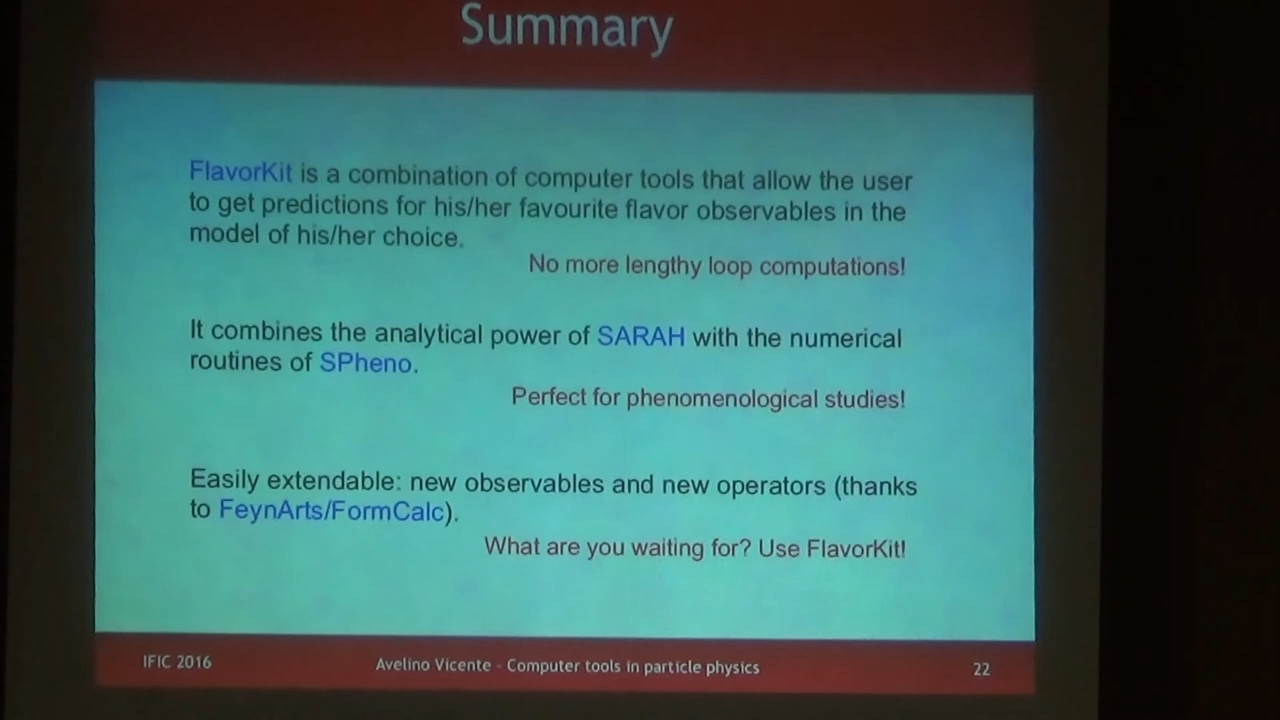 Summary
FlavorKit is a combination of computer tools that allow the user
to get predictions for his/her favourite flavor observables in the
model of his/her choice.
No more lengthy loop computations!
It combines the analytical power of SARAH with the numerical
routines of SPheno.
Perfect for phenomenological studies!
Easily extendable: new observables and new operators (thanks
to FeynArts/FormCalc).
What are you waiting for? Use FlavorKit!
IFIC 2016
Avelino Vicente - Computer tools in particle physics
22